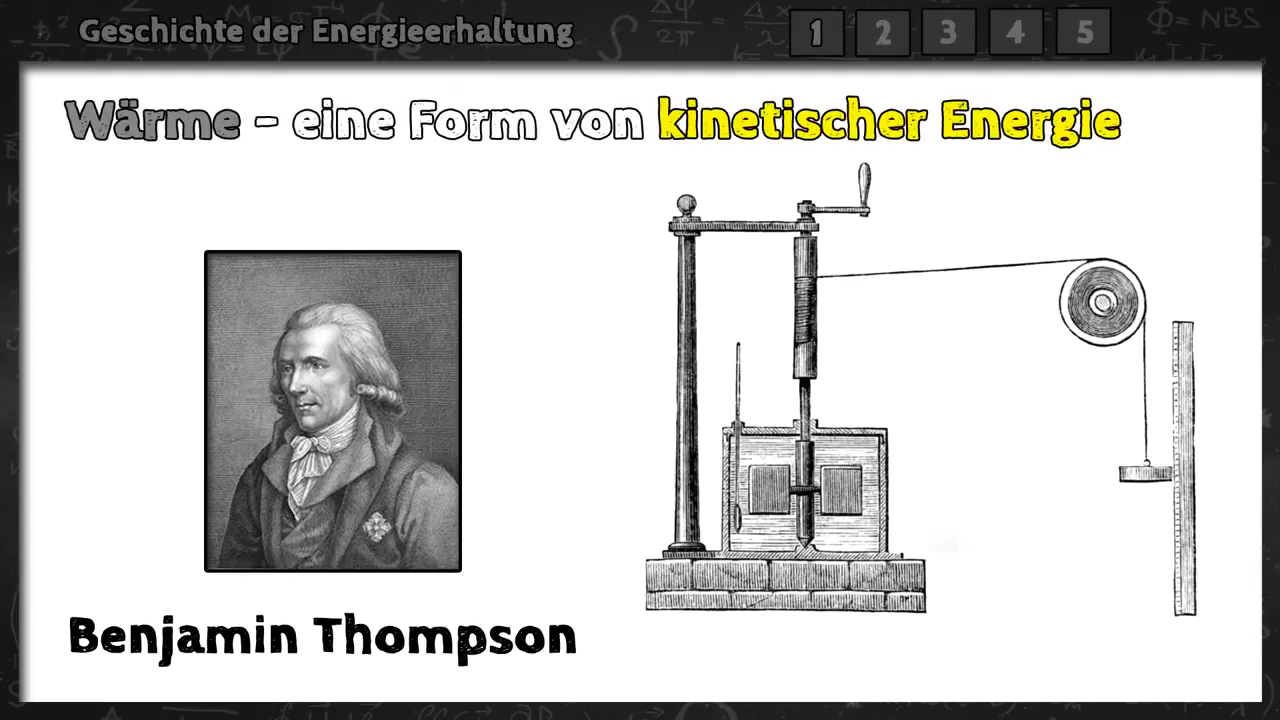 Geschichte der Energieerhaltung
1 2 3 4 5
Wärme - eine Form von kinetischer Energie
Benjamin Thompson